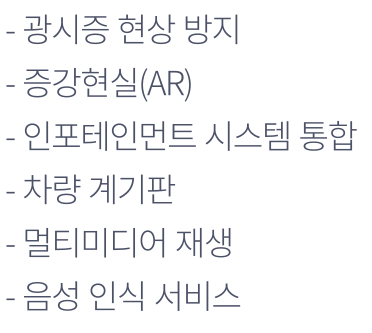 - 광시증 현상 방지
- 증강현실(AR)
- 인포테인먼트 시스템 통합
- 차량 계기판
- 멀티미디어 재생
- 음성 인식 서비스